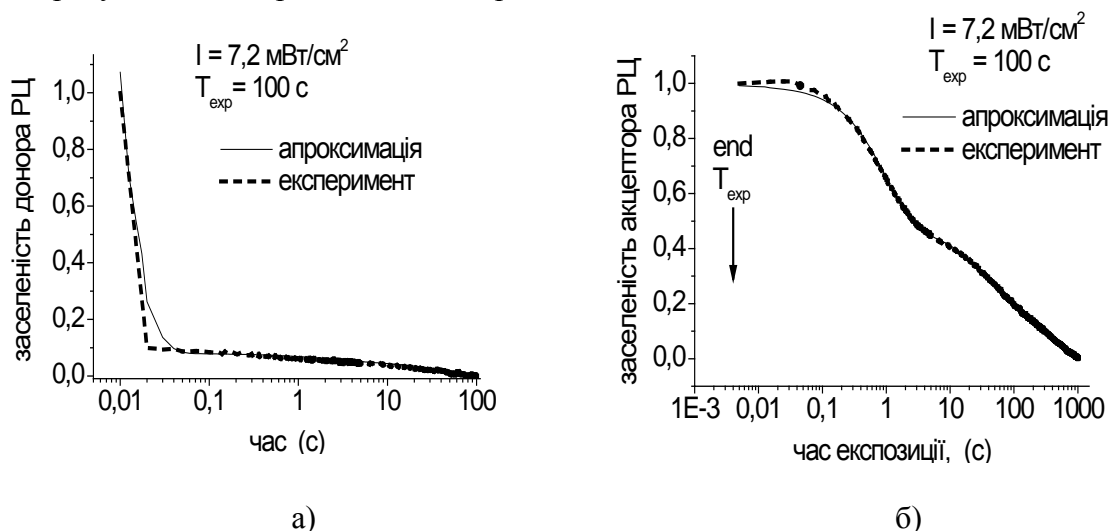 I = 7,2 мВт/см²
T_exp = 100 с
апроксимація
експеримент
заселеність донора РЦ
1,0
0,8
0,6
0,4
0,2
0,0
0,01 0,1 1 10 100
час (с)
а)
I = 7,2 мВт/см²
T_exp = 100 с
апроксимація
експеримент
end
T_exp
заселеність акцептора РЦ
1,0
0,8
0,6
0,4
0,2
0,0
1E-3 0,01 0,1 1 10 100 1000
час експозиції, (с)
б)